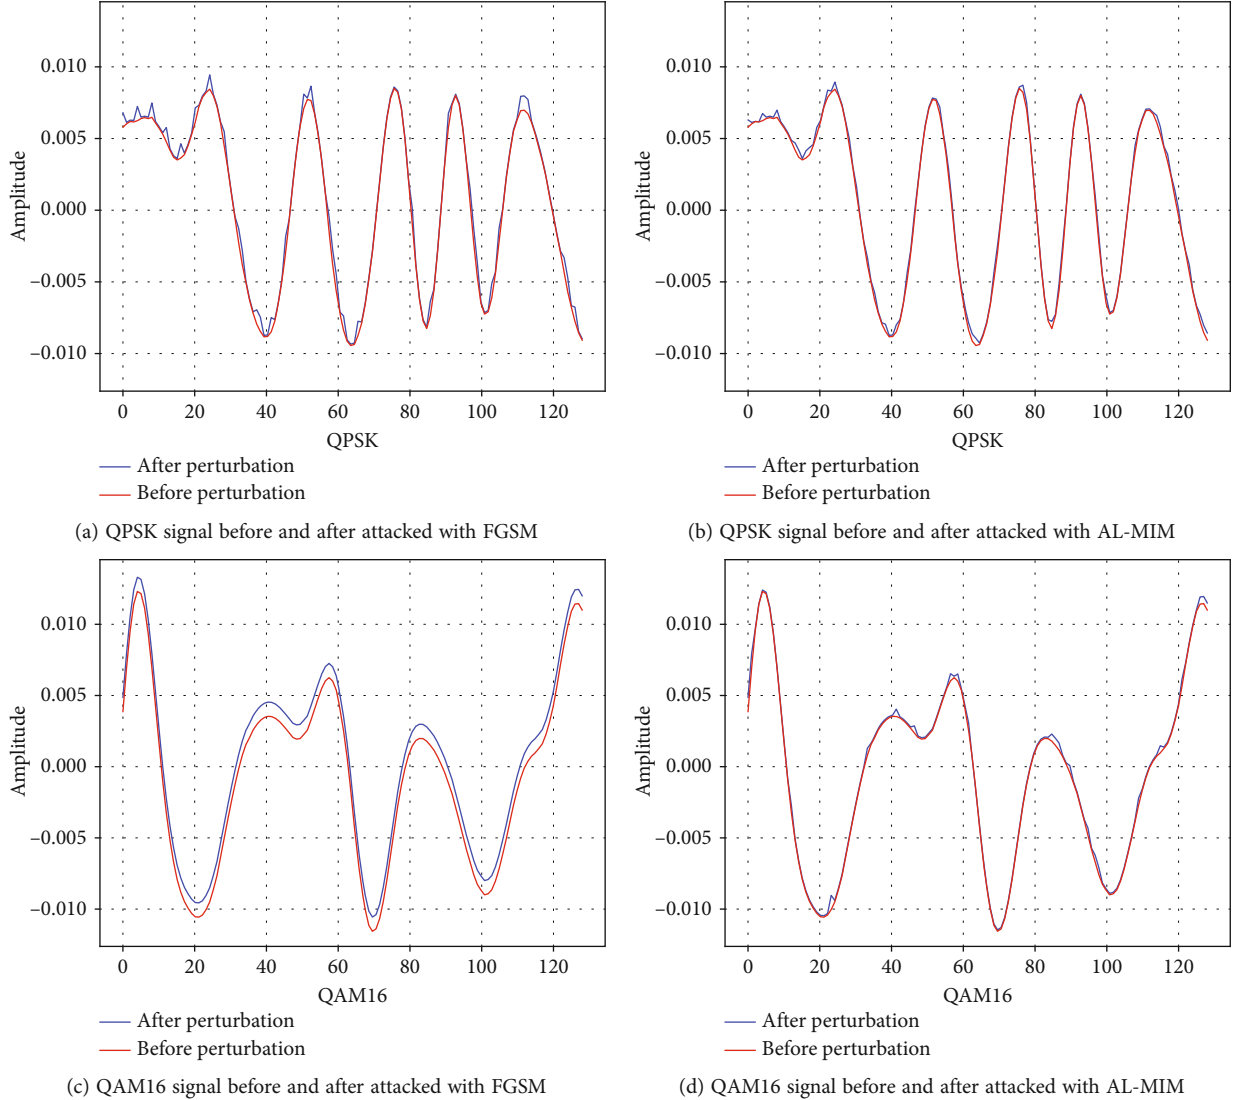 0.010
0.005
0.000
−0.005
−0.010
Amplitude
0 20 40 60 80 100 120
QPSK
After perturbation
Before perturbation
(a) QPSK signal before and after attacked with FGSM
0.010
0.005
0.000
−0.005
−0.010
Amplitude
0 20 40 60 80 100 120
QPSK
After perturbation
Before perturbation
(b) QPSK signal before and after attacked with AL-MIM
0.010
0.005
0.000
−0.005
−0.010
Amplitude
0 20 40 60 80 100 120
QAM16
After perturbation
Before perturbation
(c) QAM16 signal before and after attacked with FGSM
0.010
0.005
0.000
−0.005
−0.010
Amplitude
0 20 40 60 80 100 120
QAM16
After perturbation
Before perturbation
(d) QAM16 signal before and after attacked with AL-MIM